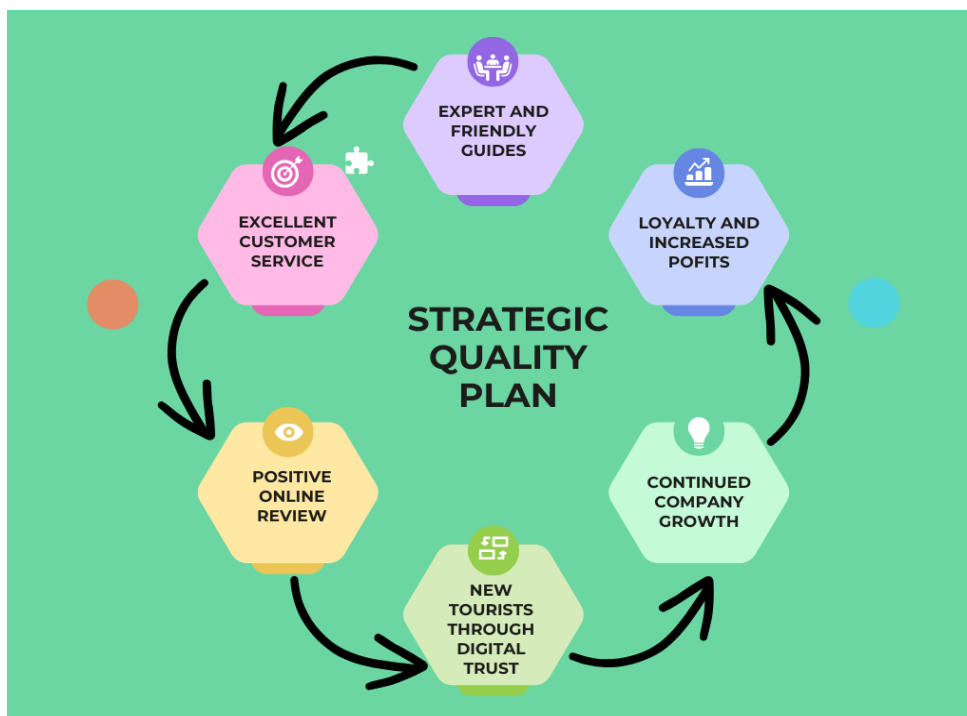 EXPERT AND
FRIENDLY
GUIDES
EXCELLENT
CUSTOMER
SERVICE
LOYALTY AND
INCREASED
POFITS
STRATEGIC
QUALITY
PLAN
POSITIVE
ONLINE
REVIEW
CONTINUED
COMPANY
GROWTH
NEW
TOURISTS
THROUGH
DIGITAL
TRUST